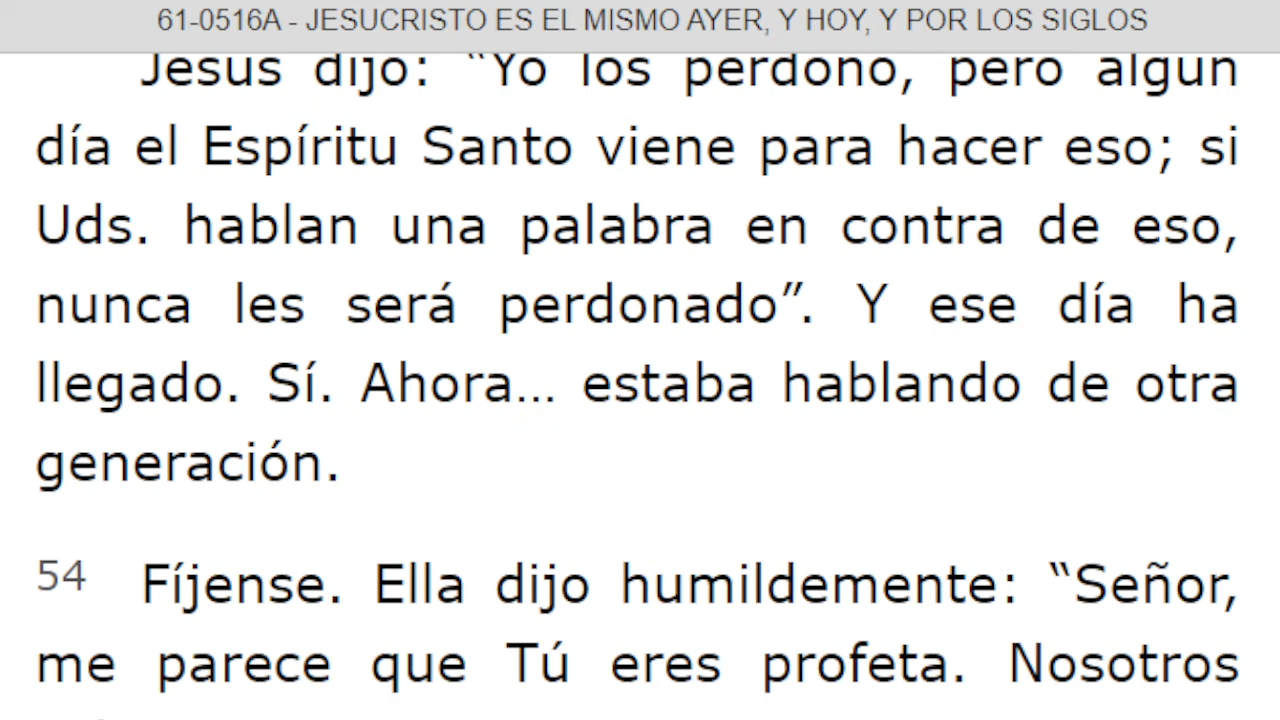 61-0516A - JESUCRISTO ES EL MISMO AYER, Y HOY, Y POR LOS SIGLOS
Jesús dijo: “Yo los perdono, pero algún
día el Espíritu Santo viene para hacer eso; si
Uds. hablan una palabra en contra de eso,
nunca les será perdonado”. Y ese día ha
llegado. Sí. Ahora... estaba hablando de otra
generación.
54 Fíjense. Ella dijo humildemente: “Señor,
me parece que Tú eres profeta. Nosotros